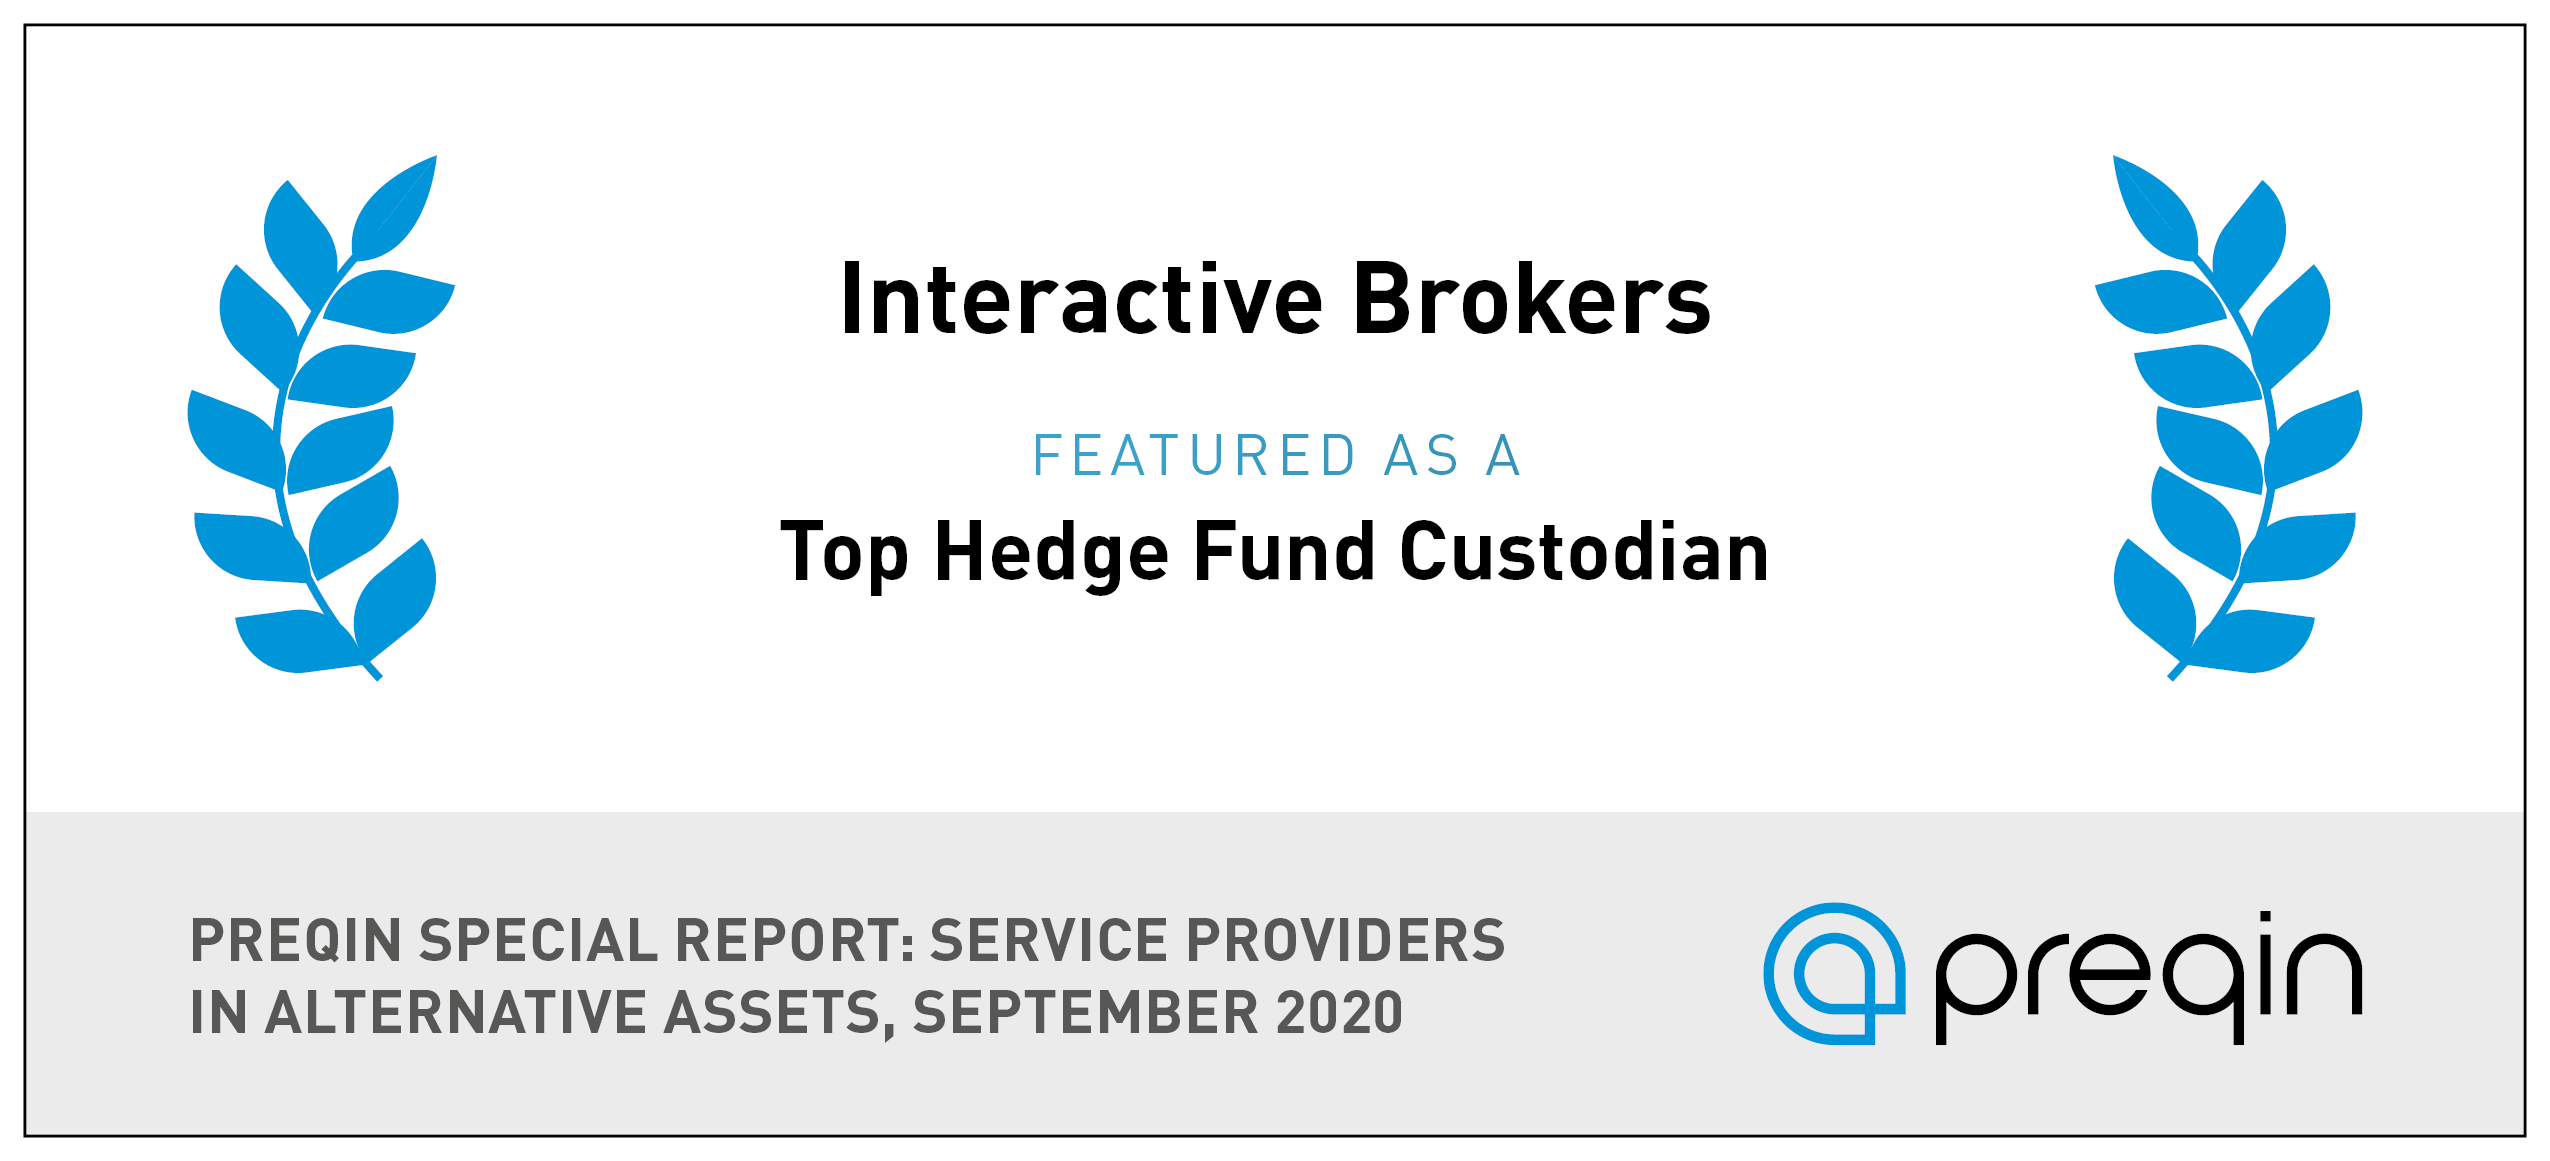 Interactive Brokers
FEATURED AS A
Top Hedge Fund Custodian
PREQIN SPECIAL REPORT: SERVICE PROVIDERS
IN ALTERNATIVE ASSETS, SEPTEMBER 2020
preqin